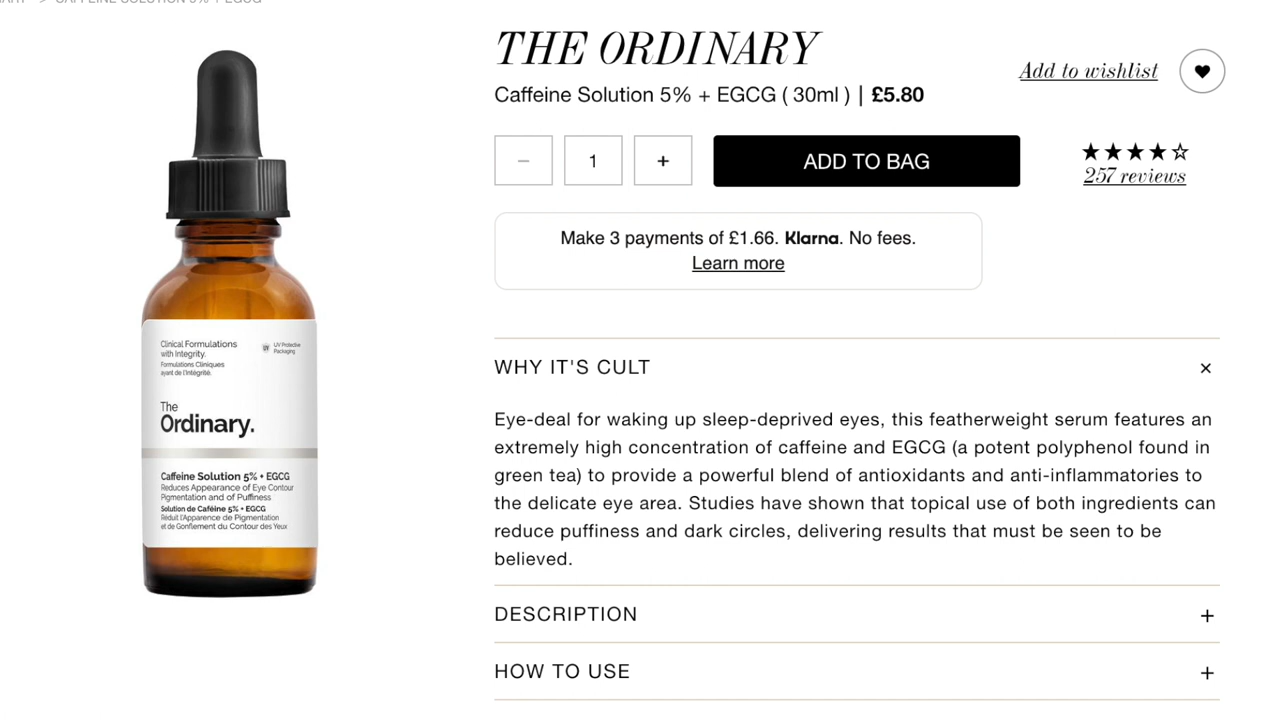 THE ORDINARY
Caffeine Solution 5% + EGCG ( 30ml ) | £5.80
Add to wishlist
− 1 +
ADD TO BAG
257 reviews
Make 3 payments of £1.66. Klarna. No fees.
Learn more
WHY IT'S CULT
Eye-deal for waking up sleep-deprived eyes, this featherweight serum features an
extremely high concentration of caffeine and EGCG (a potent polyphenol found in
green tea) to provide a powerful blend of antioxidants and anti-inflammatories to
the delicate eye area. Studies have shown that topical use of both ingredients can
reduce puffiness and dark circles, delivering results that must be seen to be
believed.
DESCRIPTION
HOW TO USE
Clinical Formulations
with Integrity.
Formulations Cliniques
ayant de l'Intégrité.
UV
UV Protective
Packaging
The
Ordinary.
Caffeine Solution 5% + EGCG
Reduces Appearance of Eye Contour
Pigmentation and of Puffiness
Solution de Caféine 5% + EGCG
Réduit l'Apparence de Pigmentation
et de Gonflement du Contour des Yeux